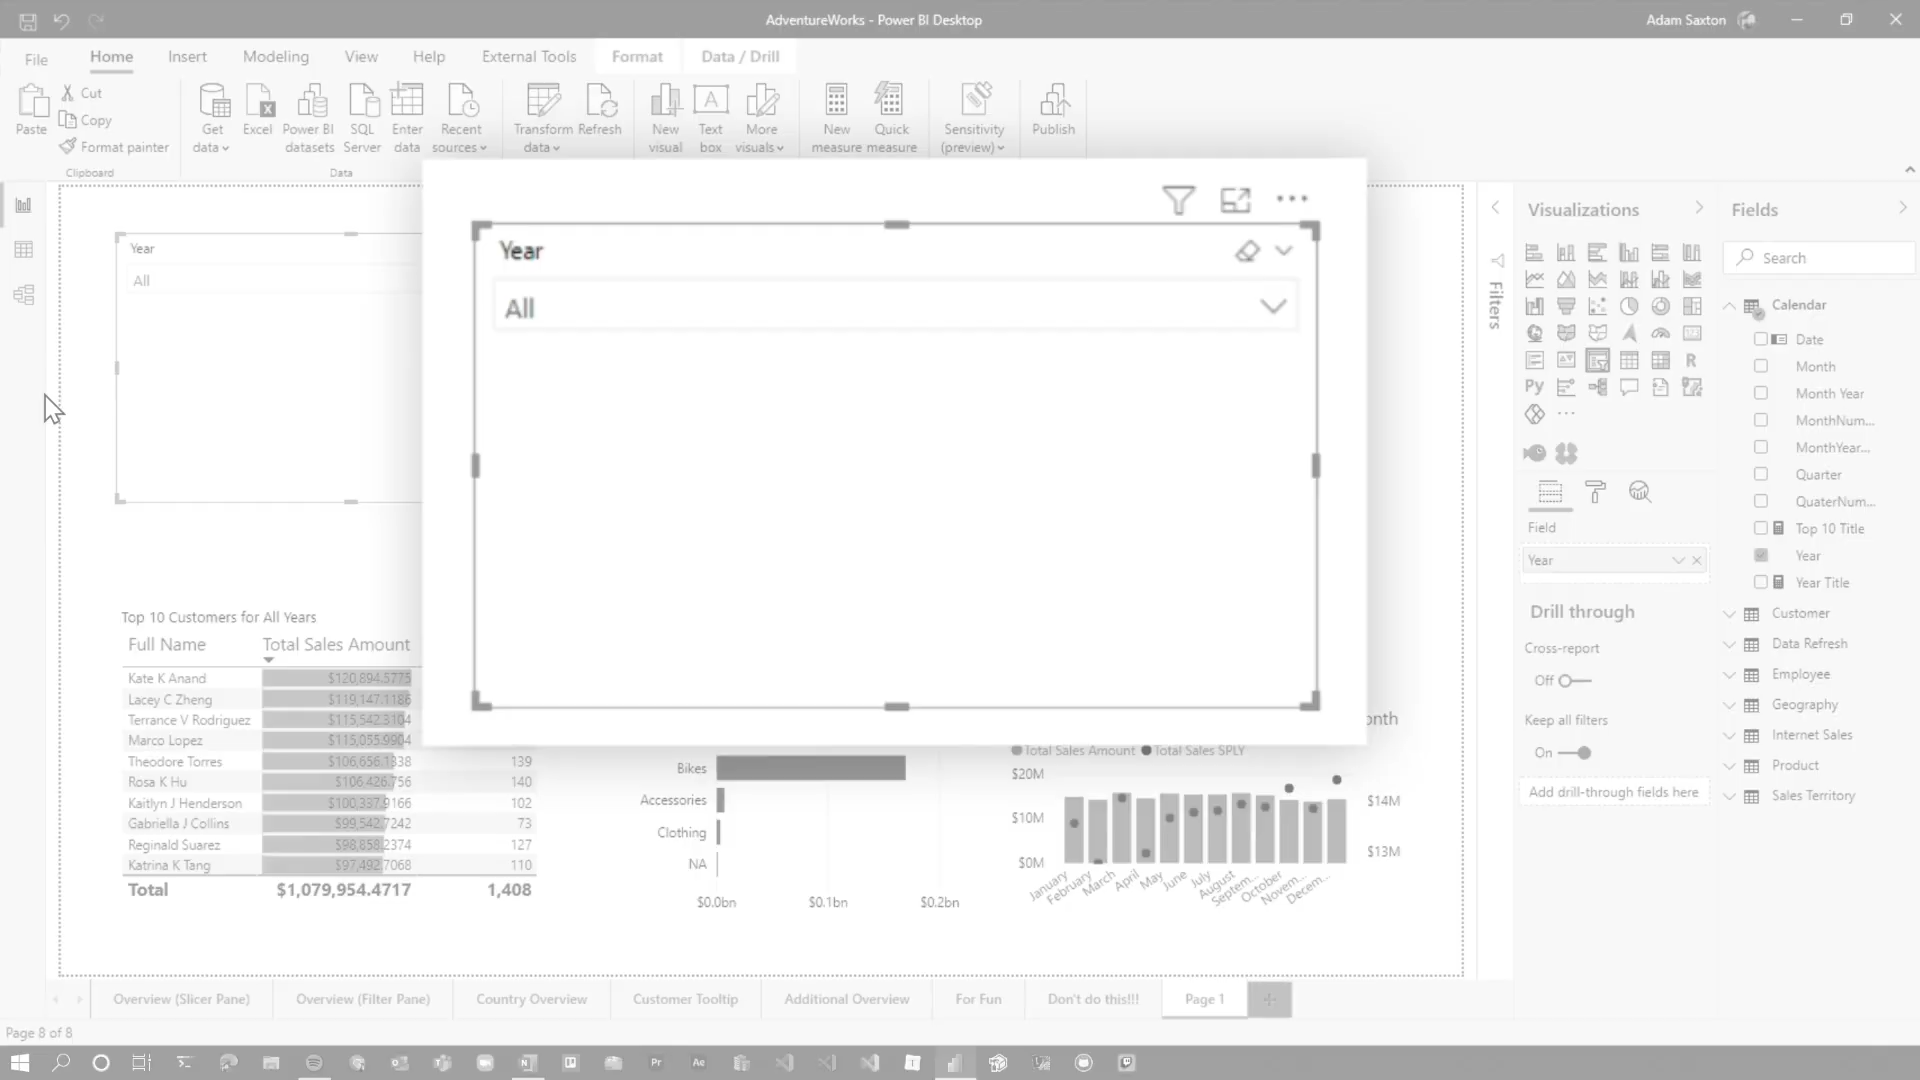 AdventureWorks - Power BI Desktop
Adam Saxton
File
Home
Insert
Modeling
View
Help
External Tools
Format
Data / Drill
Paste
Cut
Copy
Format painter
Clipboard
Get data
Excel
Power BI datasets
SQL Server
Enter data
Recent sources
Data
Transform data
Refresh
New visual
Text box
More visuals
New measure
Quick measure
Sensitivity (preview)
Publish
Year
All
Year
All
Top 10 Customers for All Years
Full Name Total Sales Amount
Kate K Anand $120,894.5775
Lacey C Zheng $119,147.1186
Terrance V Rodriguez $115,542.3104
Marco Lopez $115,055.9904
Theodore Torres $106,656.1338 139
Rosa K Hu $106,426.756 140
Kaitlyn J Henderson $100,337.9166 102
Gabriella J Collins $99,542.7242 73
Reginald Suarez $98,858.2374 127
Katrina K Tang $97,492.7068 110
Total $1,079,954.4717 1,408
Bikes
Accessories
Clothing
NA
$0.0bn $0.1bn $0.2bn
onth
Total Sales Amount Total Sales SPLY
$20M
$10M
$0M
$14M
$13M
January
February
March
April
May
June
July
August
Septem...
October
Novem...
Decem...
Filters
Visualizations
R
Py
123
Field
Year
Drill through
Cross-report
Off
Keep all filters
On
Add drill-through fields here
Fields
Search
Calendar
Date
Month
Month Year
MonthNum...
MonthYear...
Quarter
QuaterNum...
Top 10 Title
Year
Year Title
Customer
Data Refresh
Employee
Geography
Internet Sales
Product
Sales Territory
Overview (Slicer Pane)
Overview (Filter Pane)
Country Overview
Customer Tooltip
Additional Overview
For Fun
Don't do this!!!
Page 1
Page 8 of 8
Pr
Ae